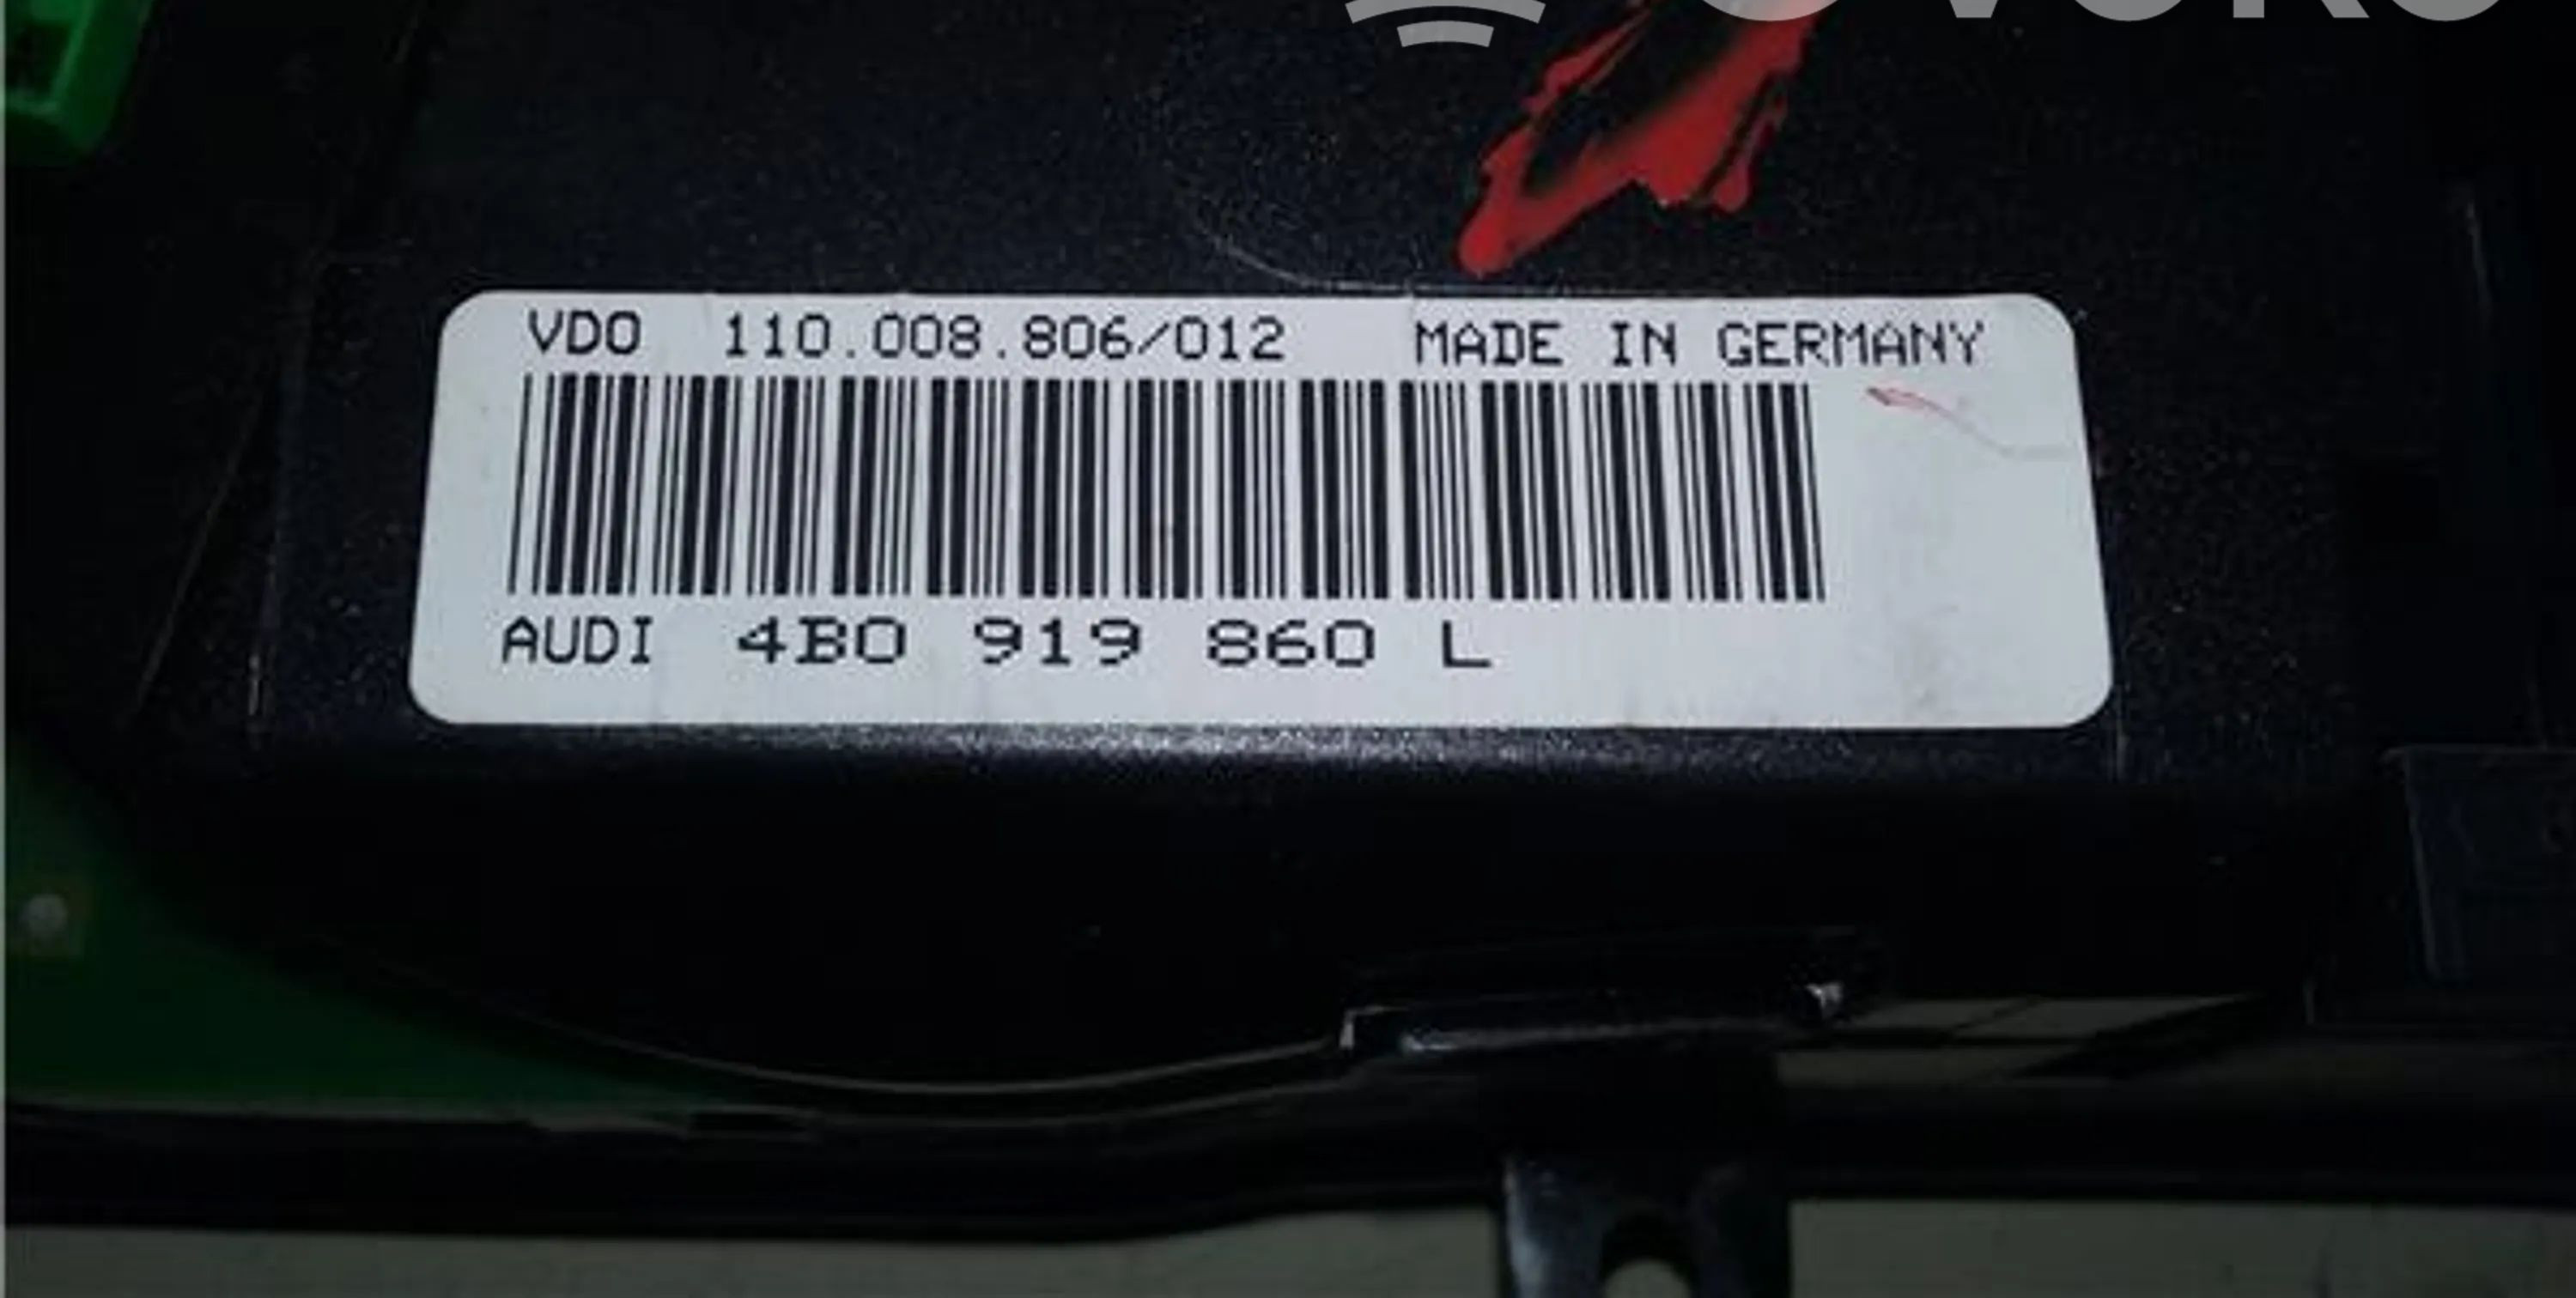 VDO 110.008.806/012 MADE IN GERMANY
AUDI 4B0 919 860 L